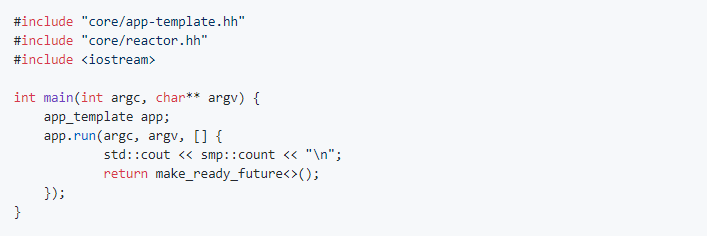 #include "core/app-template.hh"
#include "core/reactor.hh"
#include <iostream>
int main(int argc, char** argv) {
    app_template app;
    app.run(argc, argv, [] {
            std::cout << smp::count << "\n";
            return make_ready_future<>();
    });
}